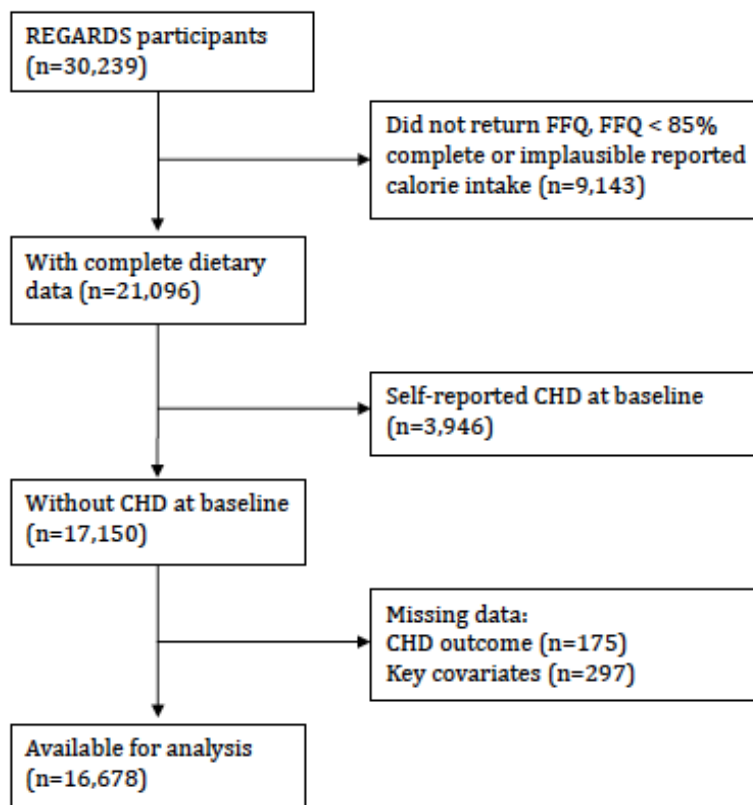 REGARDS participants
(n=30,239)
Did not return FFQ, FFQ < 85%
complete or implausible reported
calorie intake (n=9,143)
With complete dietary
data (n=21,096)
Self-reported CHD at baseline
(n=3,946)
Without CHD at baseline
(n=17,150)
Missing data:
CHD outcome (n=175)
Key covariates (n=297)
Available for analysis
(n=16,678)